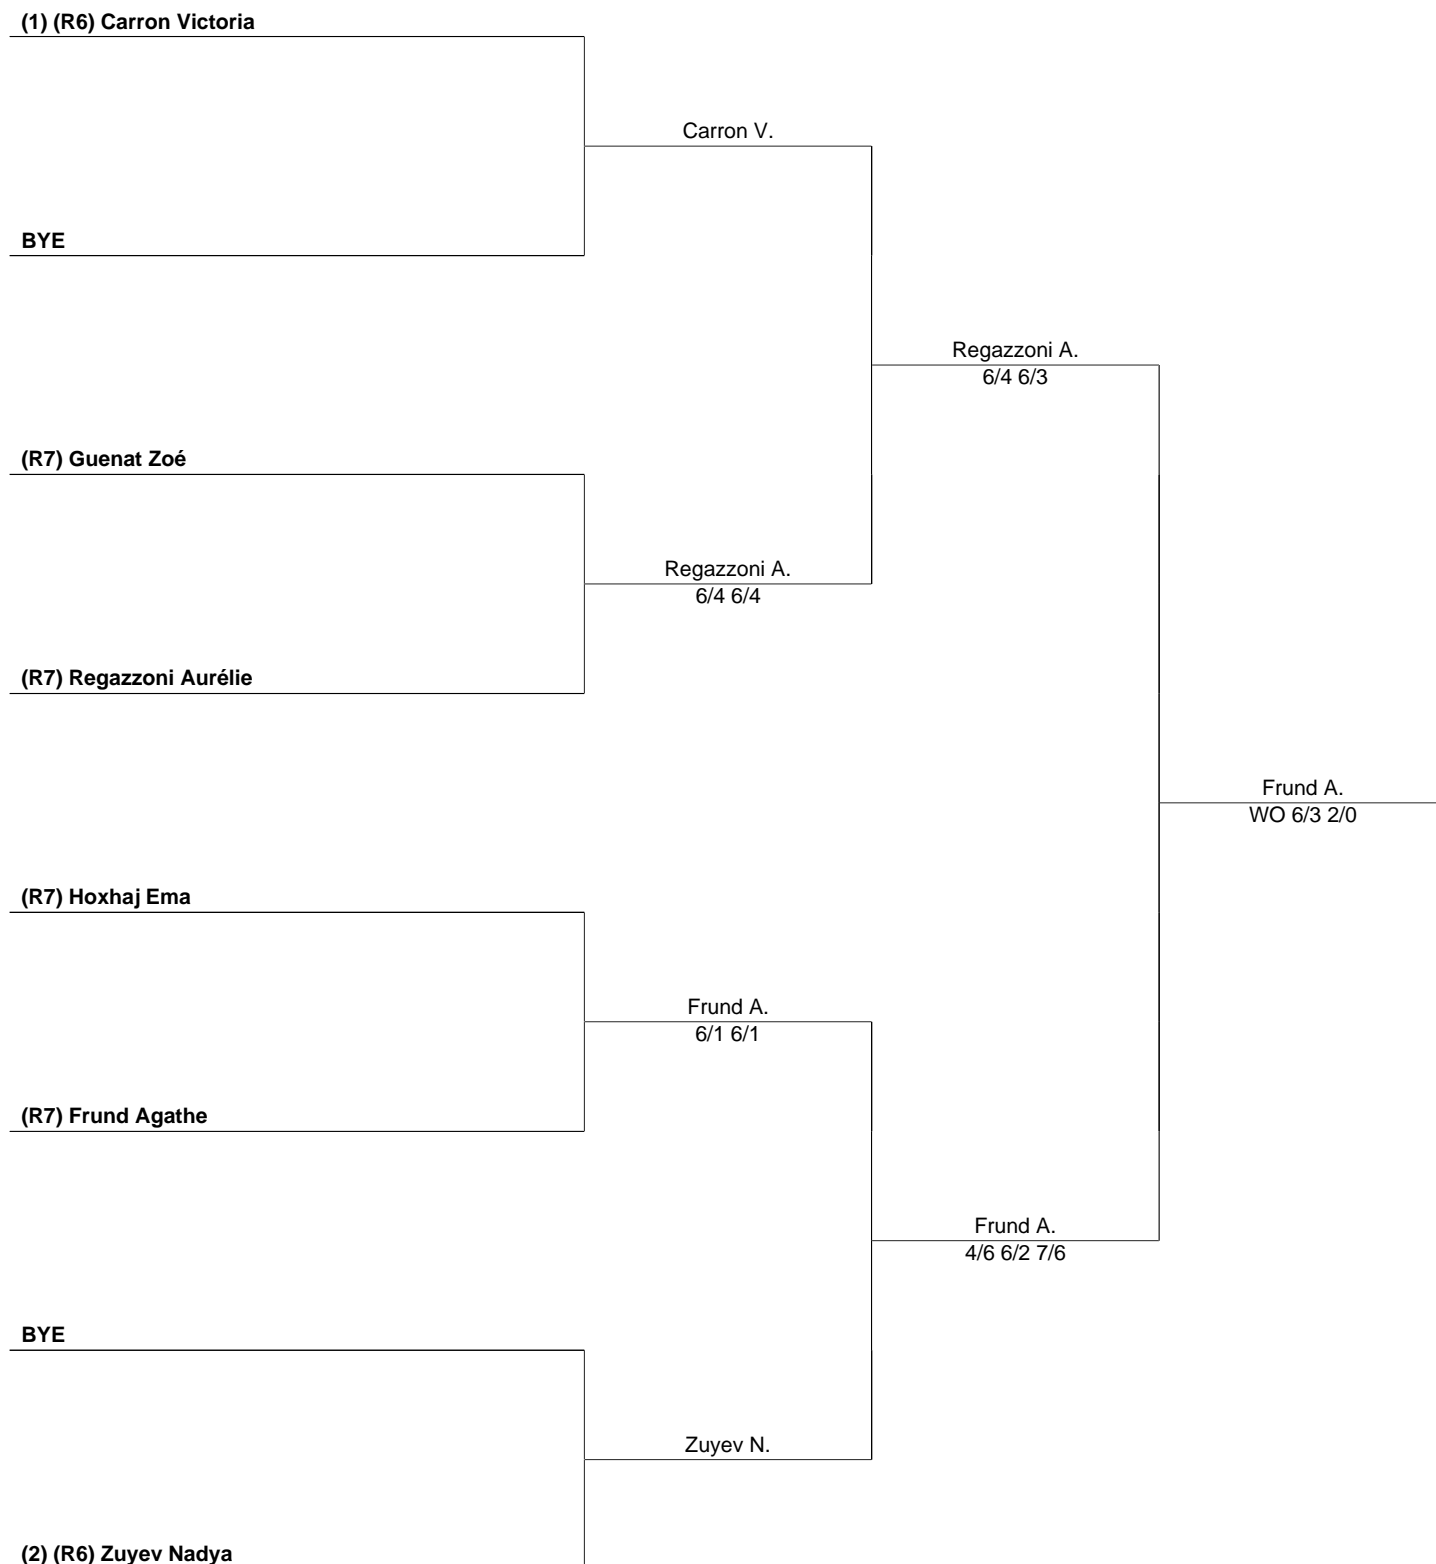 (1) (R6) Carron Victoria
Carron V.
BYE
Regazzoni A.
6/4 6/3
(R7) Guenat Zoé
Regazzoni A.
6/4 6/4
(R7) Regazzoni Aurélie
Frund A.
WO 6/3 2/0
(R7) Hoxhaj Ema
Frund A.
6/1 6/1
(R7) Frund Agathe
Frund A.
4/6 6/2 7/6
BYE
Zuyev N.
(2) (R6) Zuyev Nadya